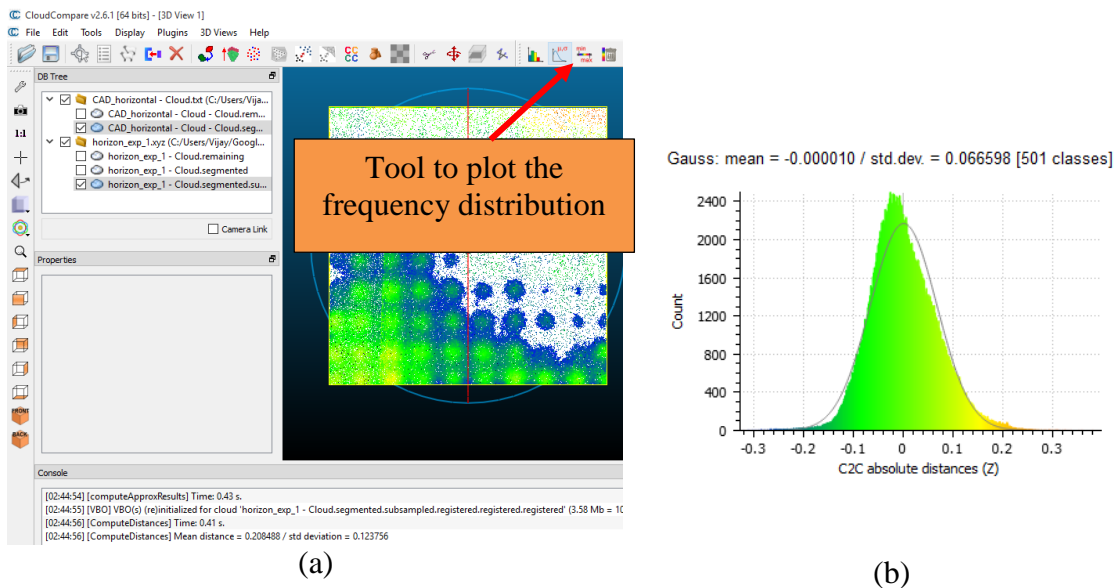 CloudCompare v2.6.1 [64 bits] - [3D View 1]
File Edit Tools Display Plugins 3D Views Help
μ,σ
min
max
DB Tree
CAD_horizontal - Cloud.txt (C:/Users/Vija...
CAD_horizontal - Cloud - Cloud.rem...
CAD_horizontal - Cloud - Cloud.seg...
horizon_exp_1.xyz (C:/Users/Vijay/Googl...
horizon_exp_1 - Cloud.remaining
horizon_exp_1 - Cloud.segmented
horizon_exp_1 - Cloud.segmented.su...
Camera Link
Properties
1:1
FRONT
BACK
Tool to plot the
frequency distribution
Console
[02:44:54] [computeApproxResults] Time: 0.43 s.
[02:44:55] [VBO] VBO(s) (re)initialized for cloud 'horizon_exp_1 - Cloud.segmented.subsampled.registered.registered.registered' (3.58 Mb = 10
[02:44:56] [ComputeDistances] Time: 0.41 s.
[02:44:56] [ComputeDistances] Mean distance = 0.208488 / std deviation = 0.123756
(a)
Gauss: mean = -0.000010 / std.dev. = 0.066598 [501 classes]
2400
2000
1600
1200
800
400
0
Count
-0.3 -0.2 -0.1 0 0.1 0.2 0.3
C2C absolute distances (Z)
(b)